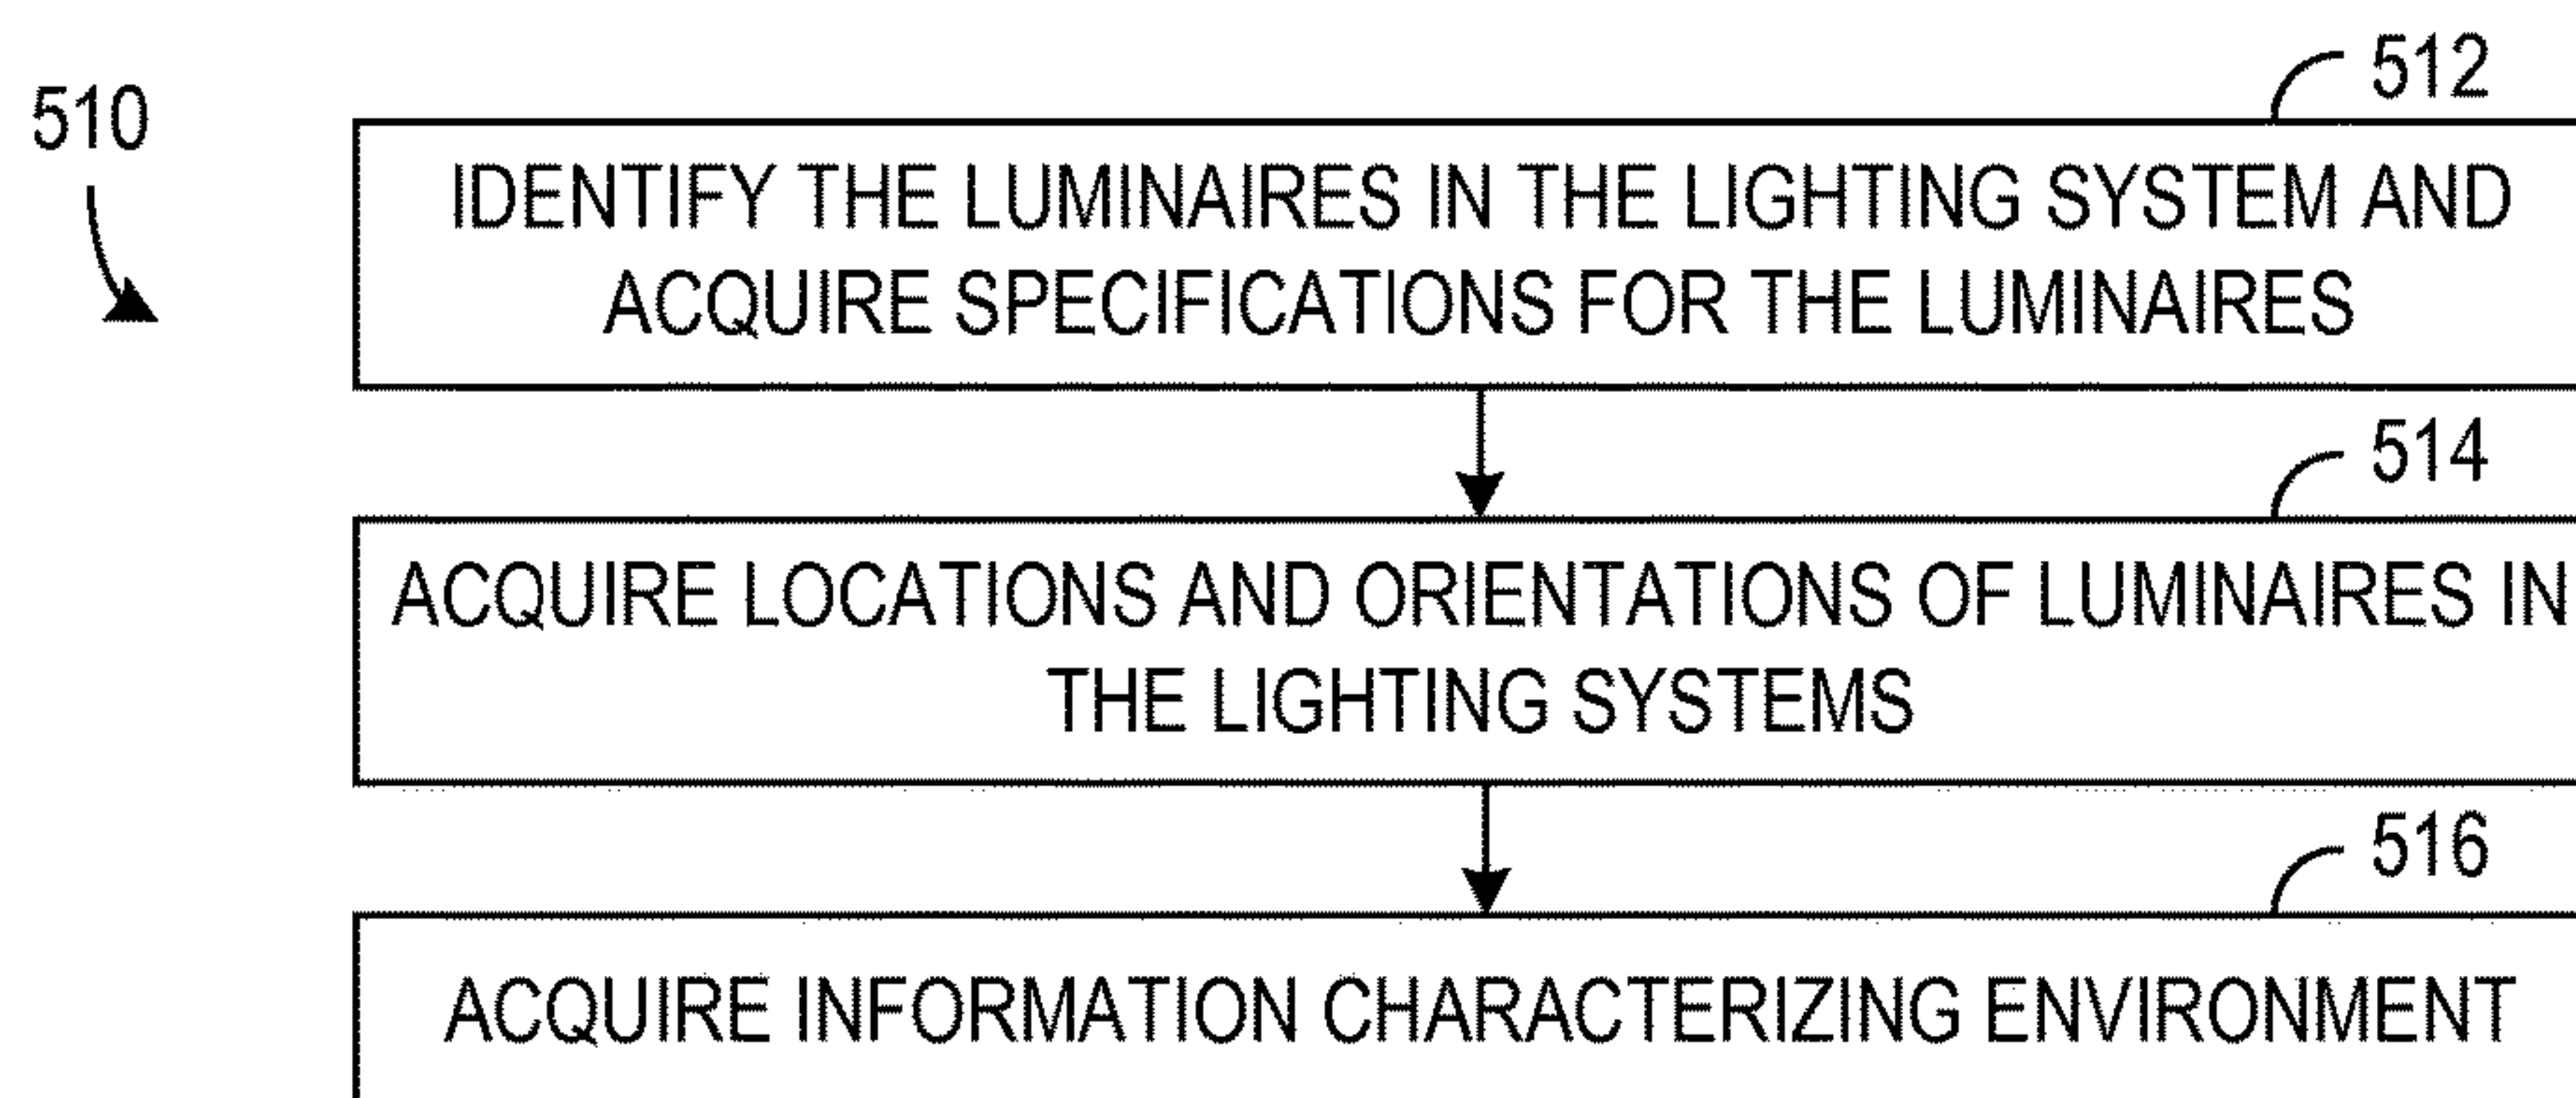 510
512
IDENTIFY THE LUMINAIRES IN THE LIGHTING SYSTEM AND
ACQUIRE SPECIFICATIONS FOR THE LUMINAIRES
514
ACQUIRE LOCATIONS AND ORIENTATIONS OF LUMINAIRES IN
THE LIGHTING SYSTEMS
516
ACQUIRE INFORMATION CHARACTERIZING ENVIRONMENT